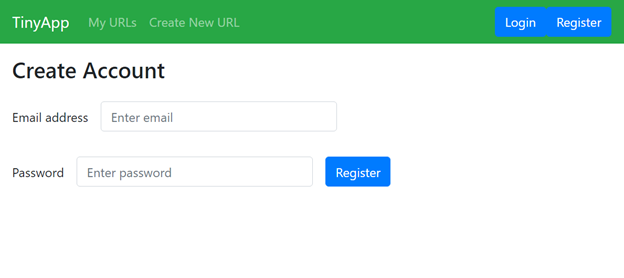 TinyApp My URLs Create New URL Login Register
Create Account
Email address Enter email
Password Enter password Register